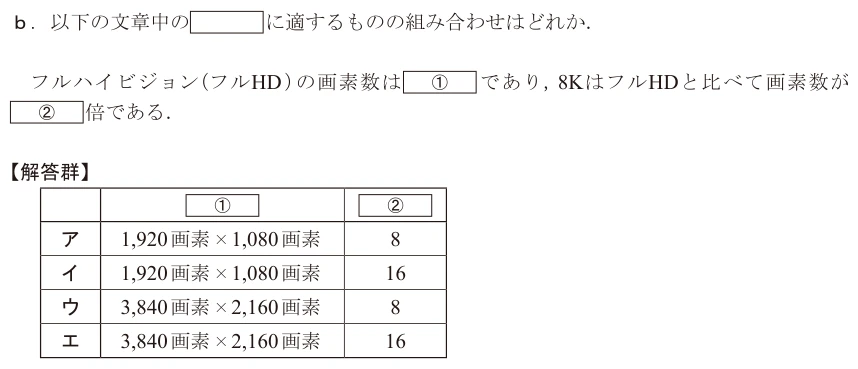 b．以下の文章中の　　　　に適するものの組み合わせはどれか．
フルハイビジョン（フルHD）の画素数は ① であり，8KはフルHDと比べて画素数が
② 倍である．
【解答群】
① ②
ア 1,920画素×1,080画素 8
イ 1,920画素×1,080画素 16
ウ 3,840画素×2,160画素 8
エ 3,840画素×2,160画素 16